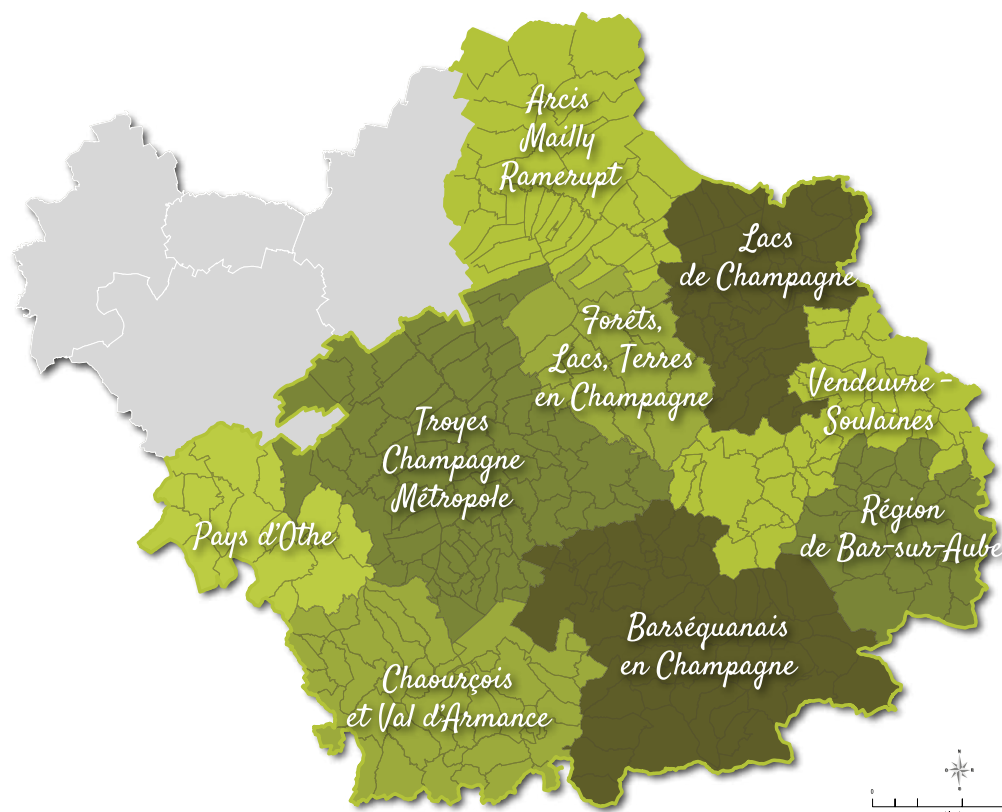 Arcis
Mailly
Ramerupt
Lacs
de Champagne
Forêts,
Lacs, Terres
en Champagne
Vendeuvre -
Soulaines
Troyes
Champagne
Métropole
Région
de Bar-sur-Aube
Pays d'Othe
Barséquanais
en Champagne
Chaourçois
et Val d'Armance
N
O E
S
0